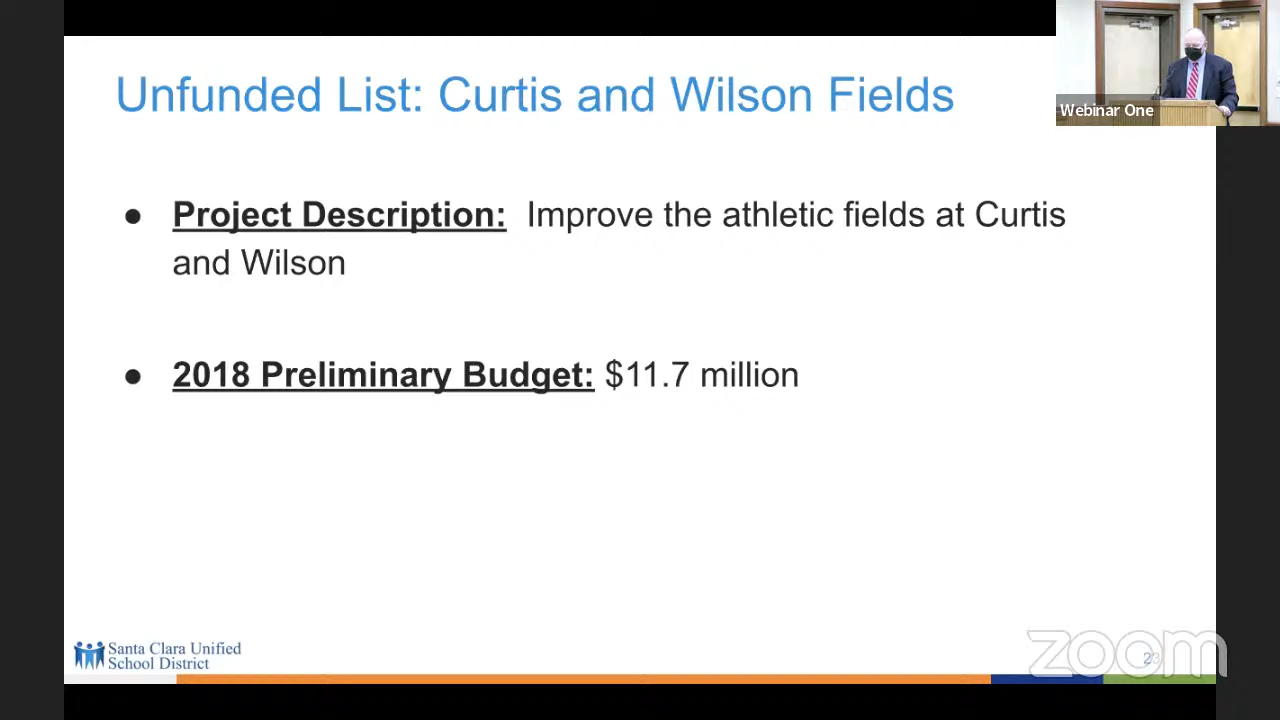 Unfunded List: Curtis and Wilson Fields
Webinar One
● Project Description: Improve the athletic fields at Curtis
and Wilson
● 2018 Preliminary Budget: $11.7 million
Santa Clara Unified
School District
zoom
23